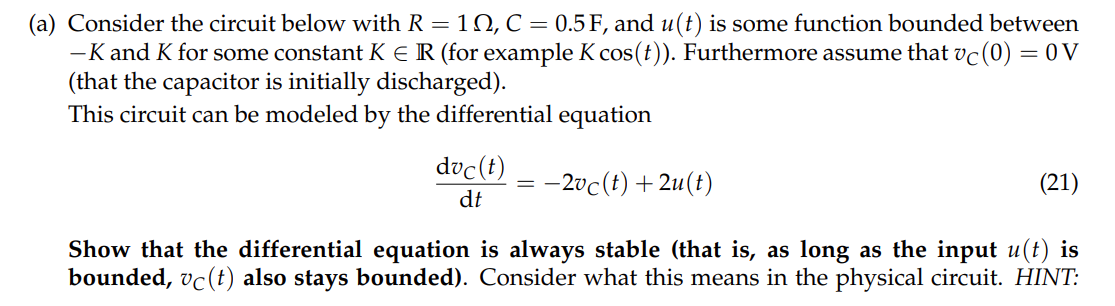 (a) Consider the circuit below with R = 1 Ω, C = 0.5 F, and u(t) is some function bounded between
−K and K for some constant K ∈ ℝ (for example K cos(t)). Furthermore assume that v_C(0) = 0 V
(that the capacitor is initially discharged).
This circuit can be modeled by the differential equation
dv_C(t)/dt = −2v_C(t) + 2u(t) (21)
Show that the differential equation is always stable (that is, as long as the input u(t) is
bounded, v_C(t) also stays bounded). Consider what this means in the physical circuit. HINT: